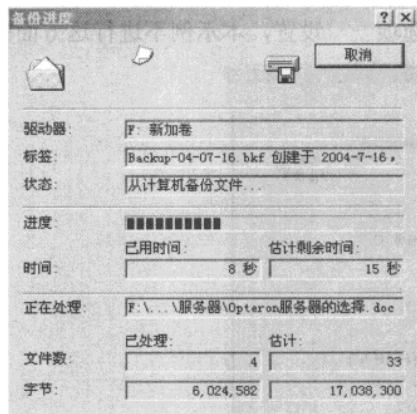 备份进度
取消
驱动器: F: 新加卷
标签: Backup-04-07-16.bkf 创建于 2004-7-16,
状态: 从计算机备份文件...
进度:
已用时间: 估计剩余时间:
时间: 8 秒 15 秒
正在处理: F:\...\服务器\Opteron服务器的选择.doc
已处理: 估计:
文件数: 4 33
字节: 6,024,582 17,038,300